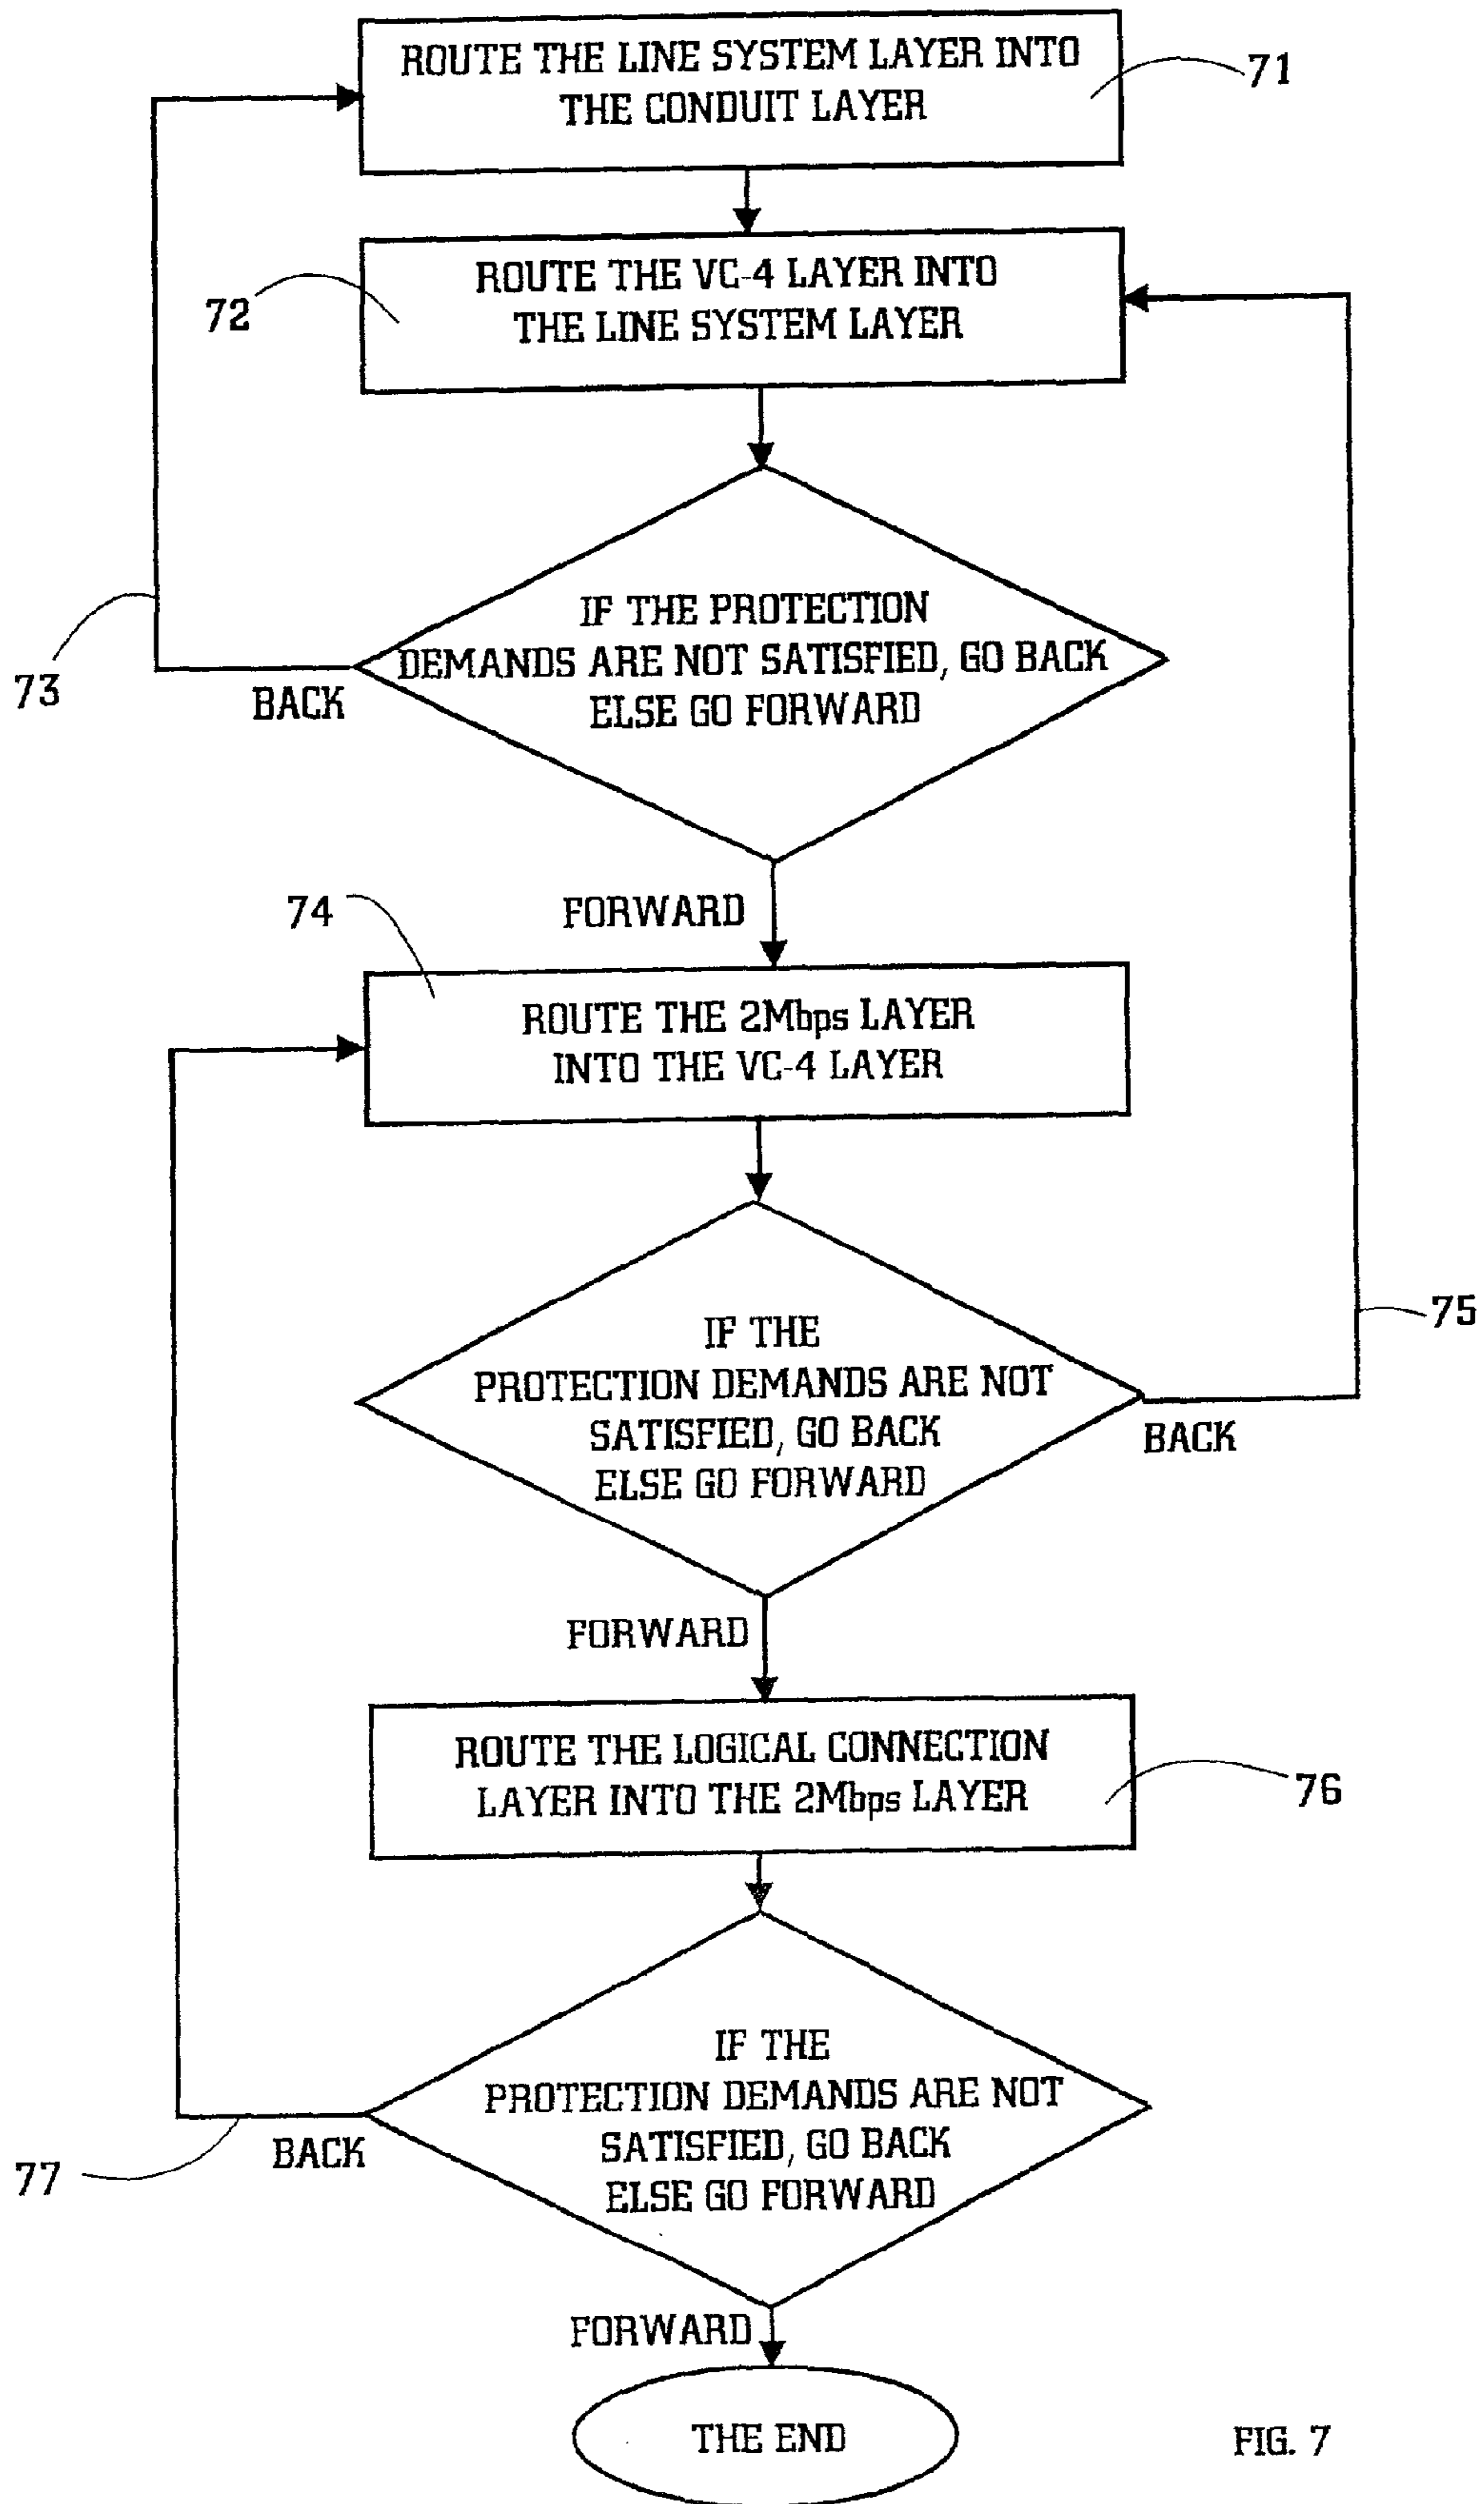 ROUTE THE LINE SYSTEM LAYER INTO
THE CONDUIT LAYER
71
ROUTE THE VC-4 LAYER INTO
THE LINE SYSTEM LAYER
72
IF THE PROTECTION
DEMANDS ARE NOT SATISFIED, GO BACK
ELSE GO FORWARD
73
BACK
FORWARD
74
ROUTE THE 2Mbps LAYER
INTO THE VC-4 LAYER
75
IF THE
PROTECTION DEMANDS ARE NOT
SATISFIED, GO BACK
ELSE GO FORWARD
BACK
FORWARD
ROUTE THE LOGICAL CONNECTION
LAYER INTO THE 2Mbps LAYER
76
IF THE
PROTECTION DEMANDS ARE NOT
SATISFIED, GO BACK
ELSE GO FORWARD
77
BACK
FORWARD
THE END
FIG. 7